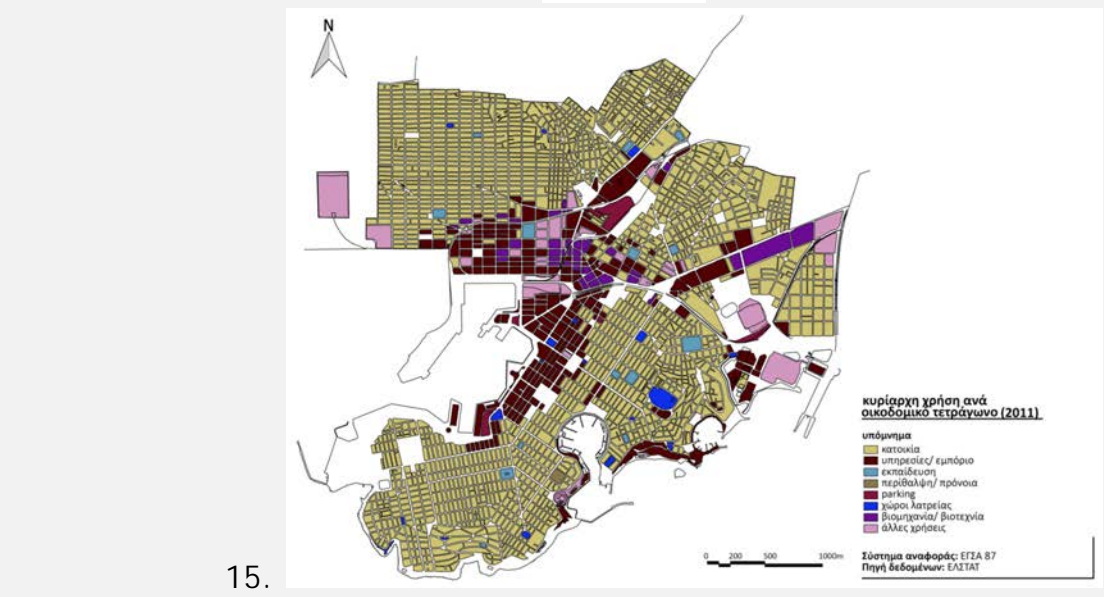 N
κυρίαρχη χρήση ανά
οικοδομικό τετράγωνο (2011)
υπόμνημα
κατοικία
υπηρεσίες/ εμπόριο
εκπαίδευση
περίθαλψη/ πρόνοια
parking
χώροι λατρείας
βιομηχανία/ βιοτεχνία
άλλες χρήσεις
0 200 500 1000m
Σύστημα αναφοράς: ΕΓΣΑ 87
Πηγή δεδομένων: ΕΛΣΤΑΤ
15.